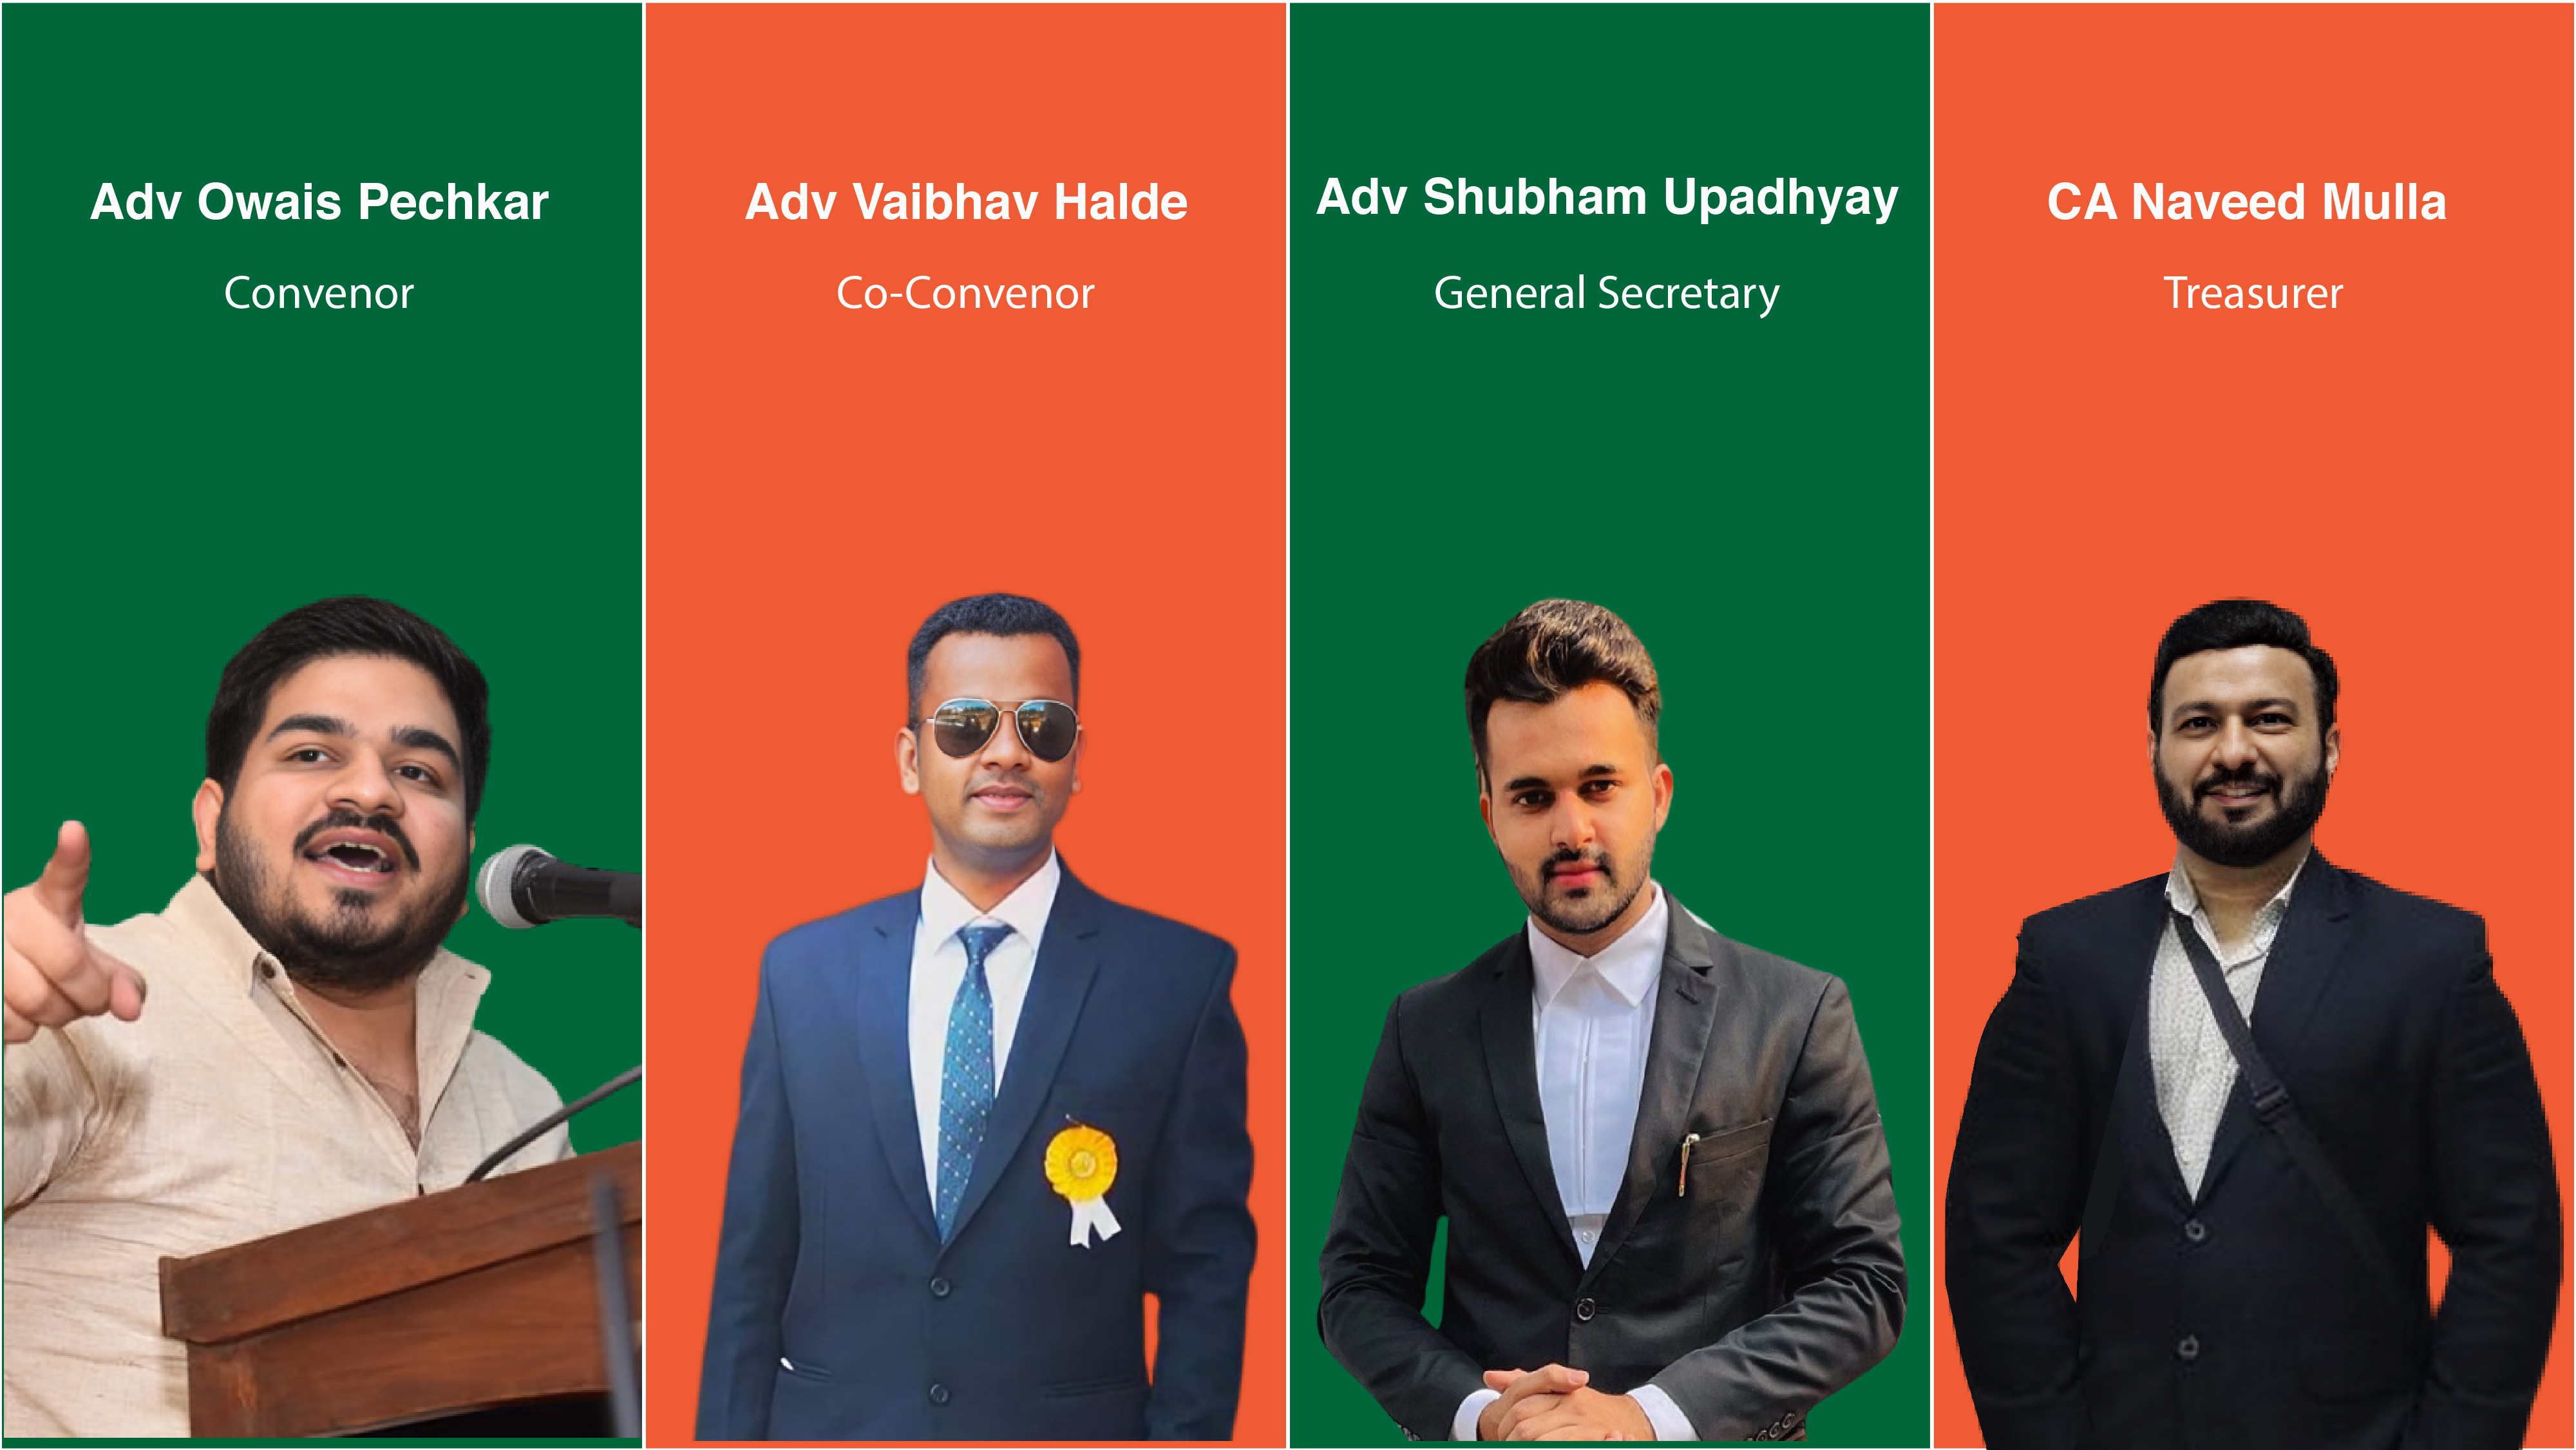 Adv Owais Pechkar
Convenor
Adv Vaibhav Halde
Co-Convenor
Adv Shubham Upadhyay
General Secretary
CA Naveed Mulla
Treasurer